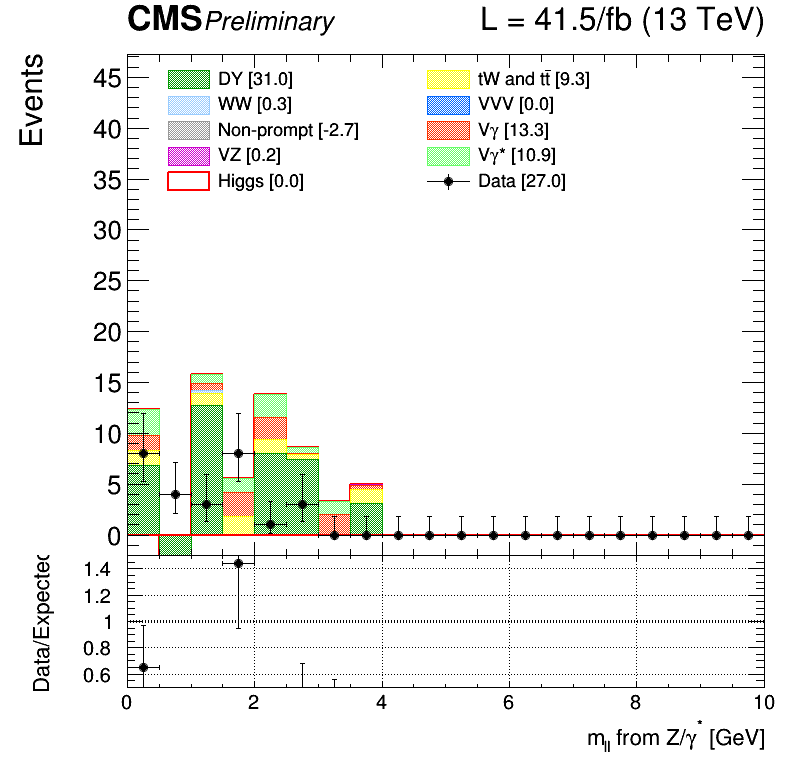 CMS Preliminary L = 41.5/fb (13 TeV)
Events
45
40
35
30
25
20
15
10
5
0
DY [31.0]
WW [0.3]
Non-prompt [-2.7]
VZ [0.2]
Higgs [0.0]
tW and tt̄ [9.3]
VVV [0.0]
Vγ [13.3]
Vγ* [10.9]
Data [27.0]
Data/Expected
1.4
1.2
1
0.8
0.6
0 2 4 6 8 10
m_ll from Z/γ* [GeV]